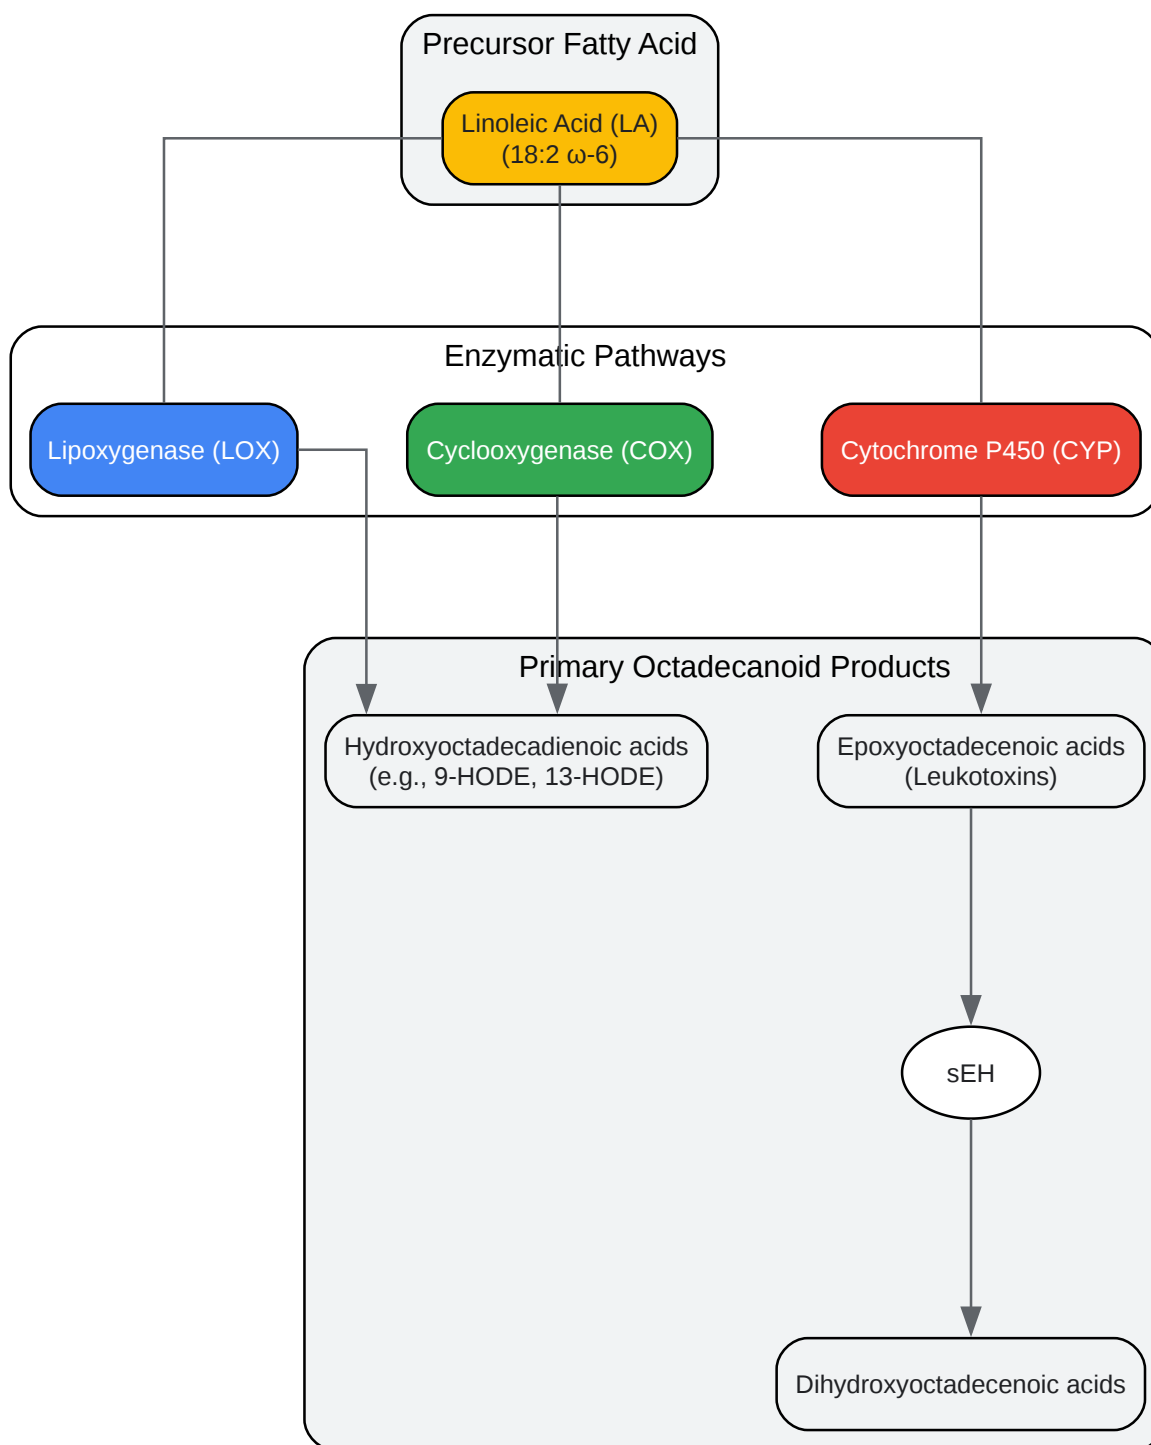 Precursor Fatty Acid
Linoleic Acid (LA)
(18:2 ω-6)
Enzymatic Pathways
Lipoxygenase (LOX)
Cyclooxygenase (COX)
Cytochrome P450 (CYP)
Primary Octadecanoid Products
Hydroxyoctadecadienoic acids
(e.g., 9-HODE, 13-HODE)
Epoxyoctadecenoic acids
(Leukotoxins)
sEH
Dihydroxyoctadecenoic acids